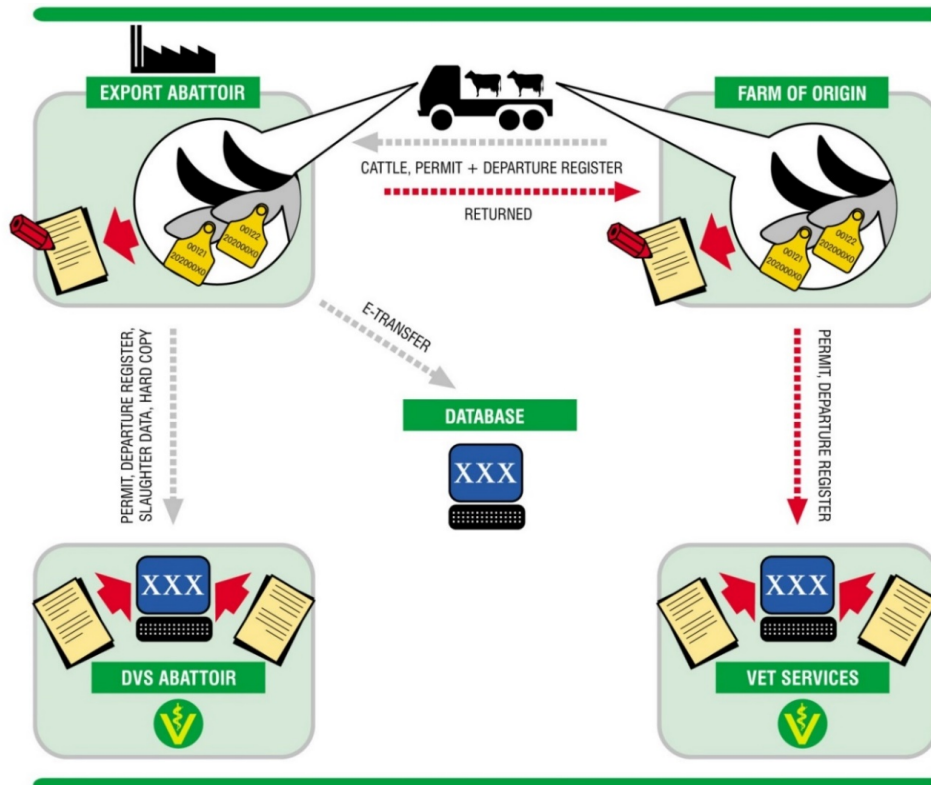 EXPORT ABATTOIR
FARM OF ORIGIN
CATTLE, PERMIT + DEPARTURE REGISTER
RETURNED
00122
202000X0
00121
202000X0
00122
202000X0
00121
202000X0
E-TRANSFER
PERMIT, DEPARTURE REGISTER,
SLAUGHTER DATA, HARD COPY
PERMIT, DEPARTURE REGISTER
DATABASE
XXX
XXX
DVS ABATTOIR
V
XXX
VET SERVICES
V